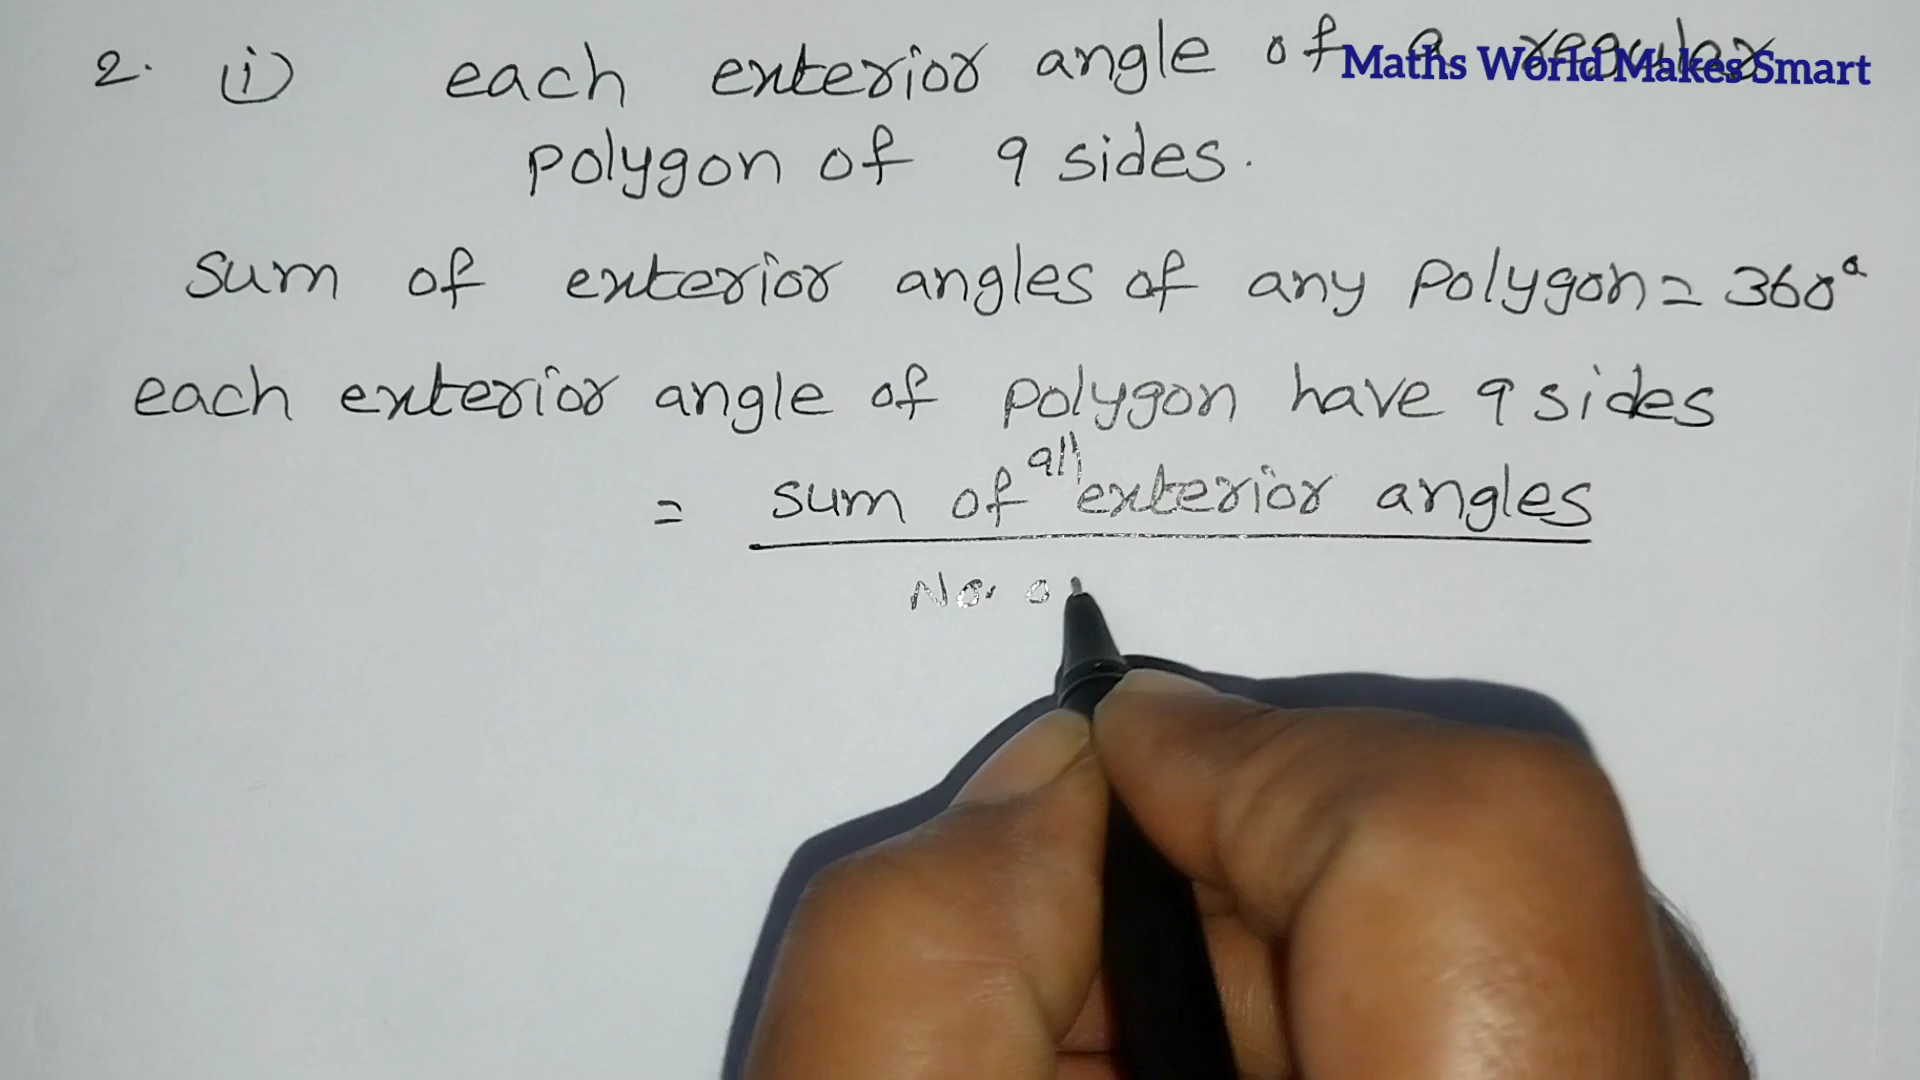 2. (i) each exterior angle of a regular
Maths World Makes Smart
polygon of 9 sides.
Sum of exterior angles of any Polygon = 360°
each exterior angle of polygon have 9 sides
= sum of all exterior angles
No. o